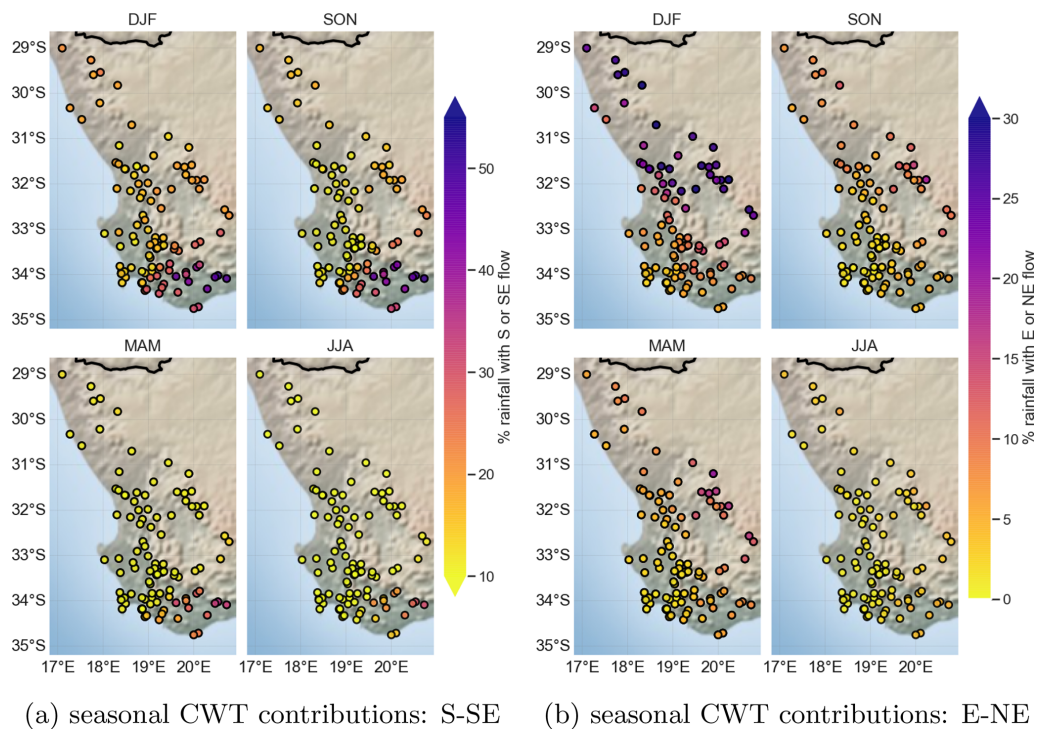 DJF
SON
29°S
30°S
31°S
32°S
33°S
34°S
35°S
MAM
JJA
29°S
30°S
31°S
32°S
33°S
34°S
35°S
17°E 18°E 19°E 20°E
17°E 18°E 19°E 20°E
50
40
30
20
10
% rainfall with S or SE flow
(a) seasonal CWT contributions: S-SE
DJF
SON
29°S
30°S
31°S
32°S
33°S
34°S
35°S
MAM
JJA
29°S
30°S
31°S
32°S
33°S
34°S
35°S
17°E 18°E 19°E 20°E
17°E 18°E 19°E 20°E
30
25
20
15
10
5
0
% rainfall with E or NE flow
(b) seasonal CWT contributions: E-NE